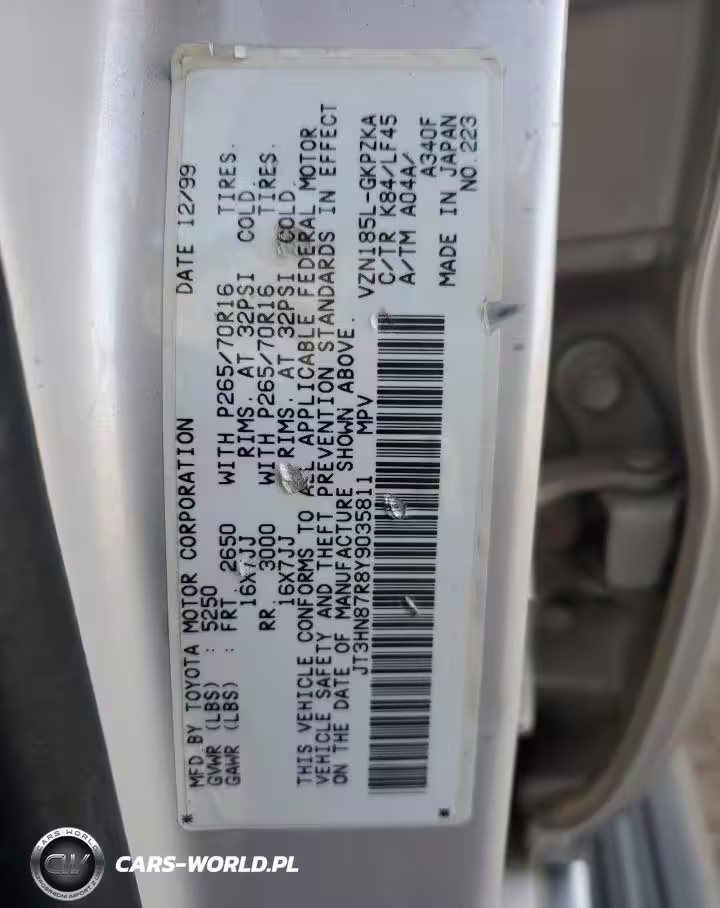 MFD.BY TOYOTA MOTOR CORPORATION DATE 12/99
GVWR (LBS) : 5250
GAWR (LBS) : FRT. 2650 WITH P265/70R16 TIRES.
16X7JJ RIMS. AT 32PSI COLD.
RR. 3000 WITH P265/70R16 TIRES.
16X7JJ RIMS. AT 32PSI COLD.
THIS VEHICLE CONFORMS TO ALL APPLICABLE FEDERAL MOTOR
VEHICLE SAFETY AND THEFT PREVENTION STANDARDS IN EFFECT
ON THE DATE OF MANUFACTURE SHOWN ABOVE.
JT3HN87R8Y9035811 MPV VZN185L-GKPZKA
C/TR K84/LF45
A/TM A04A/
A340F
MADE IN JAPAN
NO.223
* *
CARS-WORLD
CW
CARS-WORLD.PL